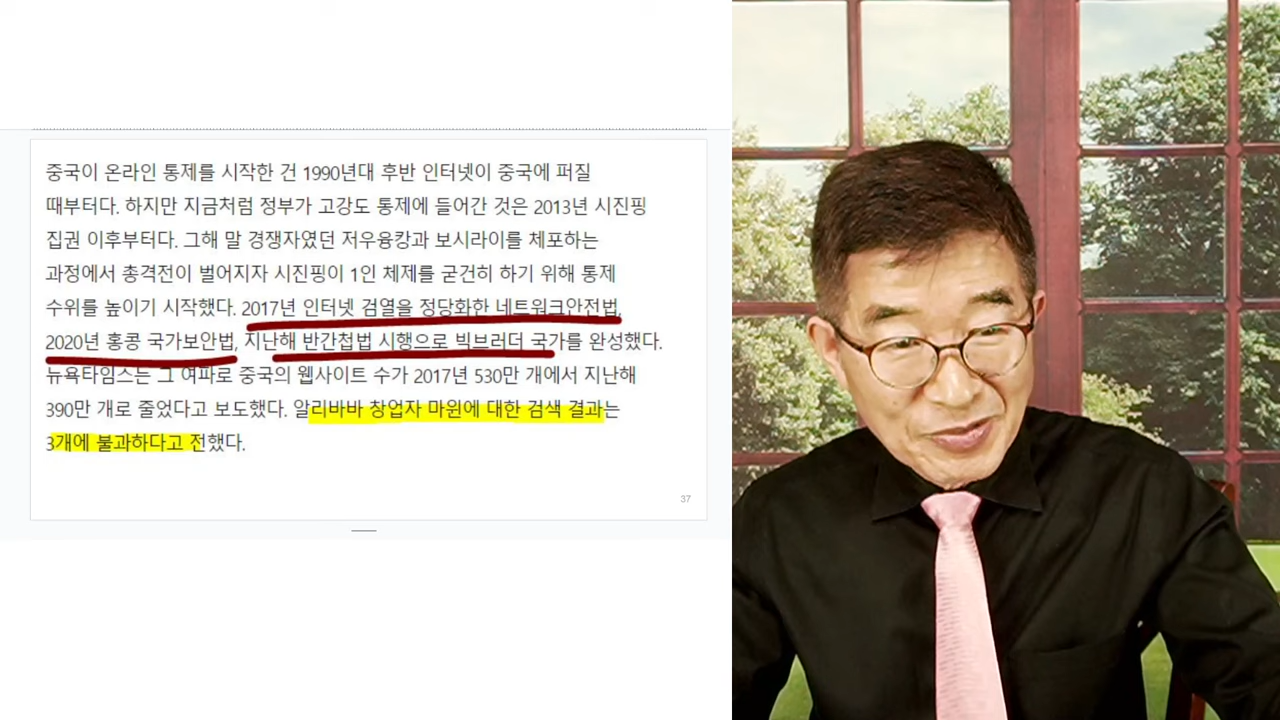 중국이 온라인 통제를 시작한 건 1990년대 후반 인터넷이 중국에 퍼질
때부터다. 하지만 지금처럼 정부가 고강도 통제에 들어간 것은 2013년 시진핑
집권 이후부터다. 그해 말 경쟁자였던 저우융캉과 보시라이를 체포하는
과정에서 총격전이 벌어지자 시진핑이 1인 체제를 굳건히 하기 위해 통제
수위를 높이기 시작했다. 2017년 인터넷 검열을 정당화한 네트워크안전법,
2020년 홍콩 국가보안법, 지난해 반간첩법 시행으로 빅브러더 국가를 완성했다.
뉴욕타임스는 그 여파로 중국의 웹사이트 수가 2017년 530만 개에서 지난해
390만 개로 줄었다고 보도했다. 알리바바 창업자 마윈에 대한 검색 결과는
3개에 불과하다고 전했다.
37